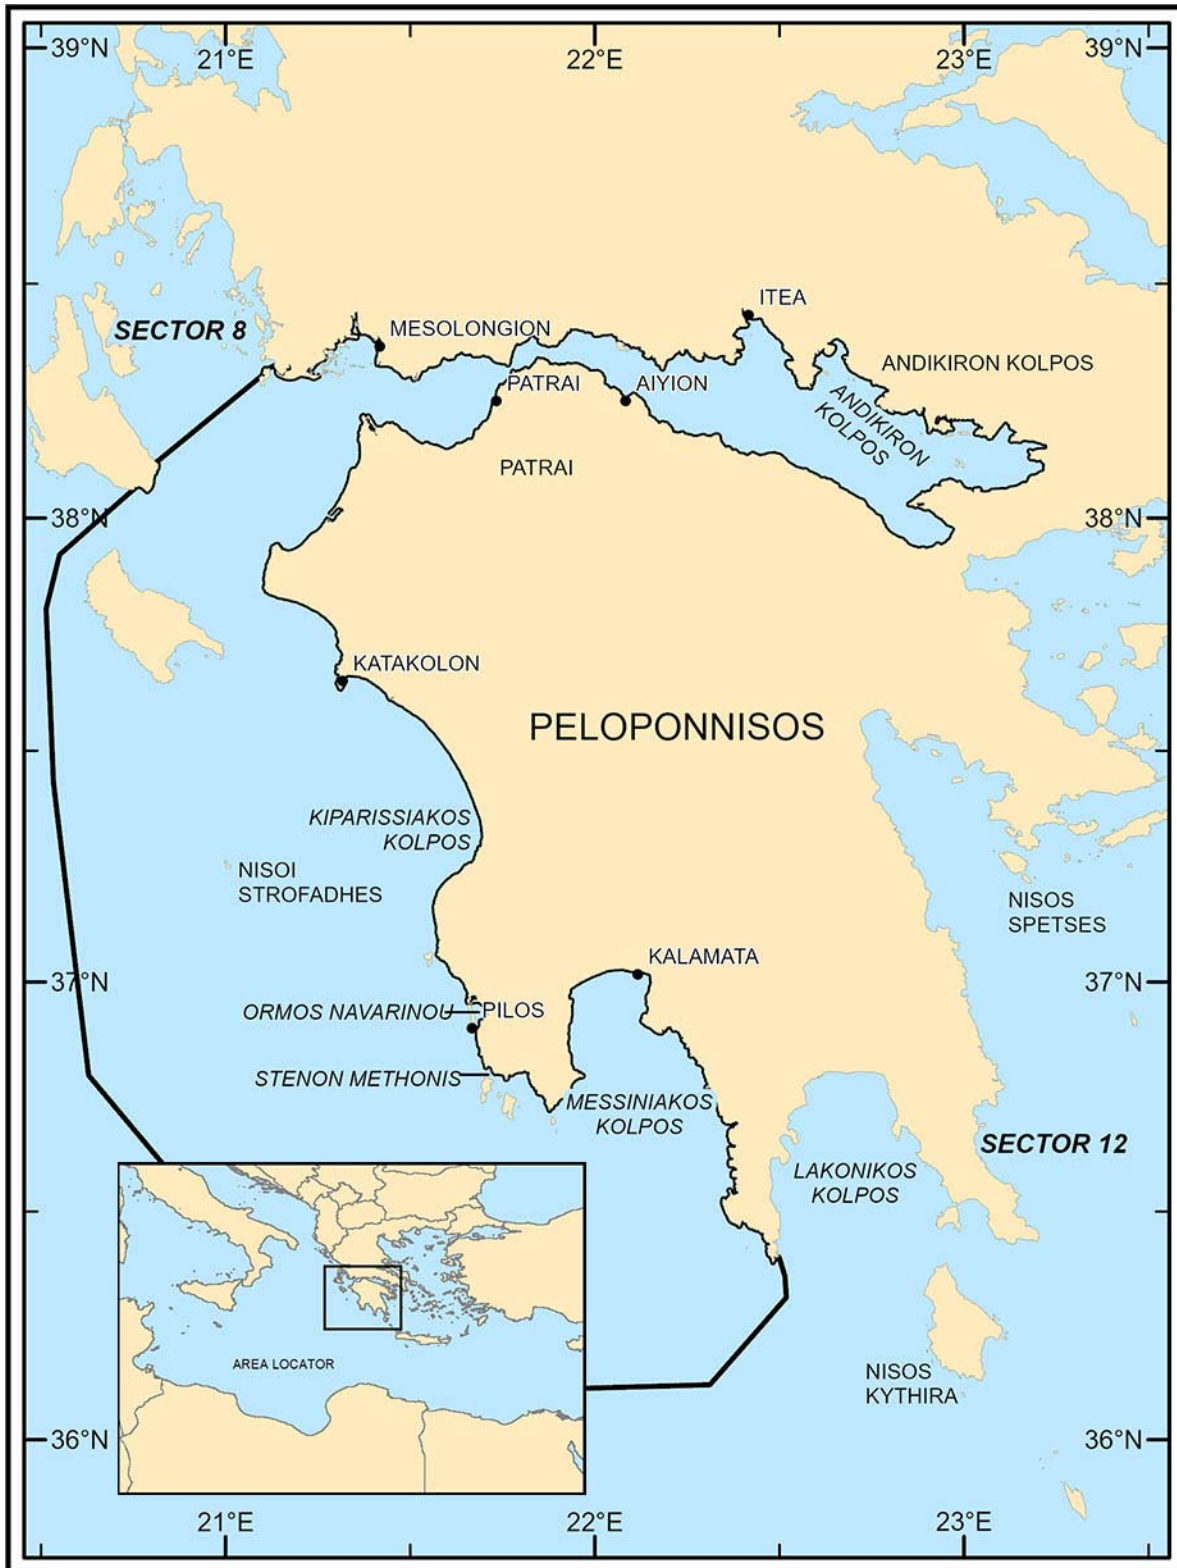 39°N
21°E
22°E
23°E
39°N
SECTOR 8
MESOLONGION
ITEA
ANDIKIRON KOLPOS
PATRAI
AIYION
ANDIKIRON
KOLPOS
PATRAI
38°N
38°N
KATAKOLON
PELOPONNISOS
KIPARISSIAKOS
KOLPOS
NISOI
STROFADHES
NISOS
SPETSES
KALAMATA
37°N
37°N
ORMOS NAVARINOU
PILOS
STENON METHONIS
MESSINIAKOS
KOLPOS
SECTOR 12
LAKONIKOS
KOLPOS
AREA LOCATOR
NISOS
KYTHIRA
36°N
36°N
21°E
22°E
23°E